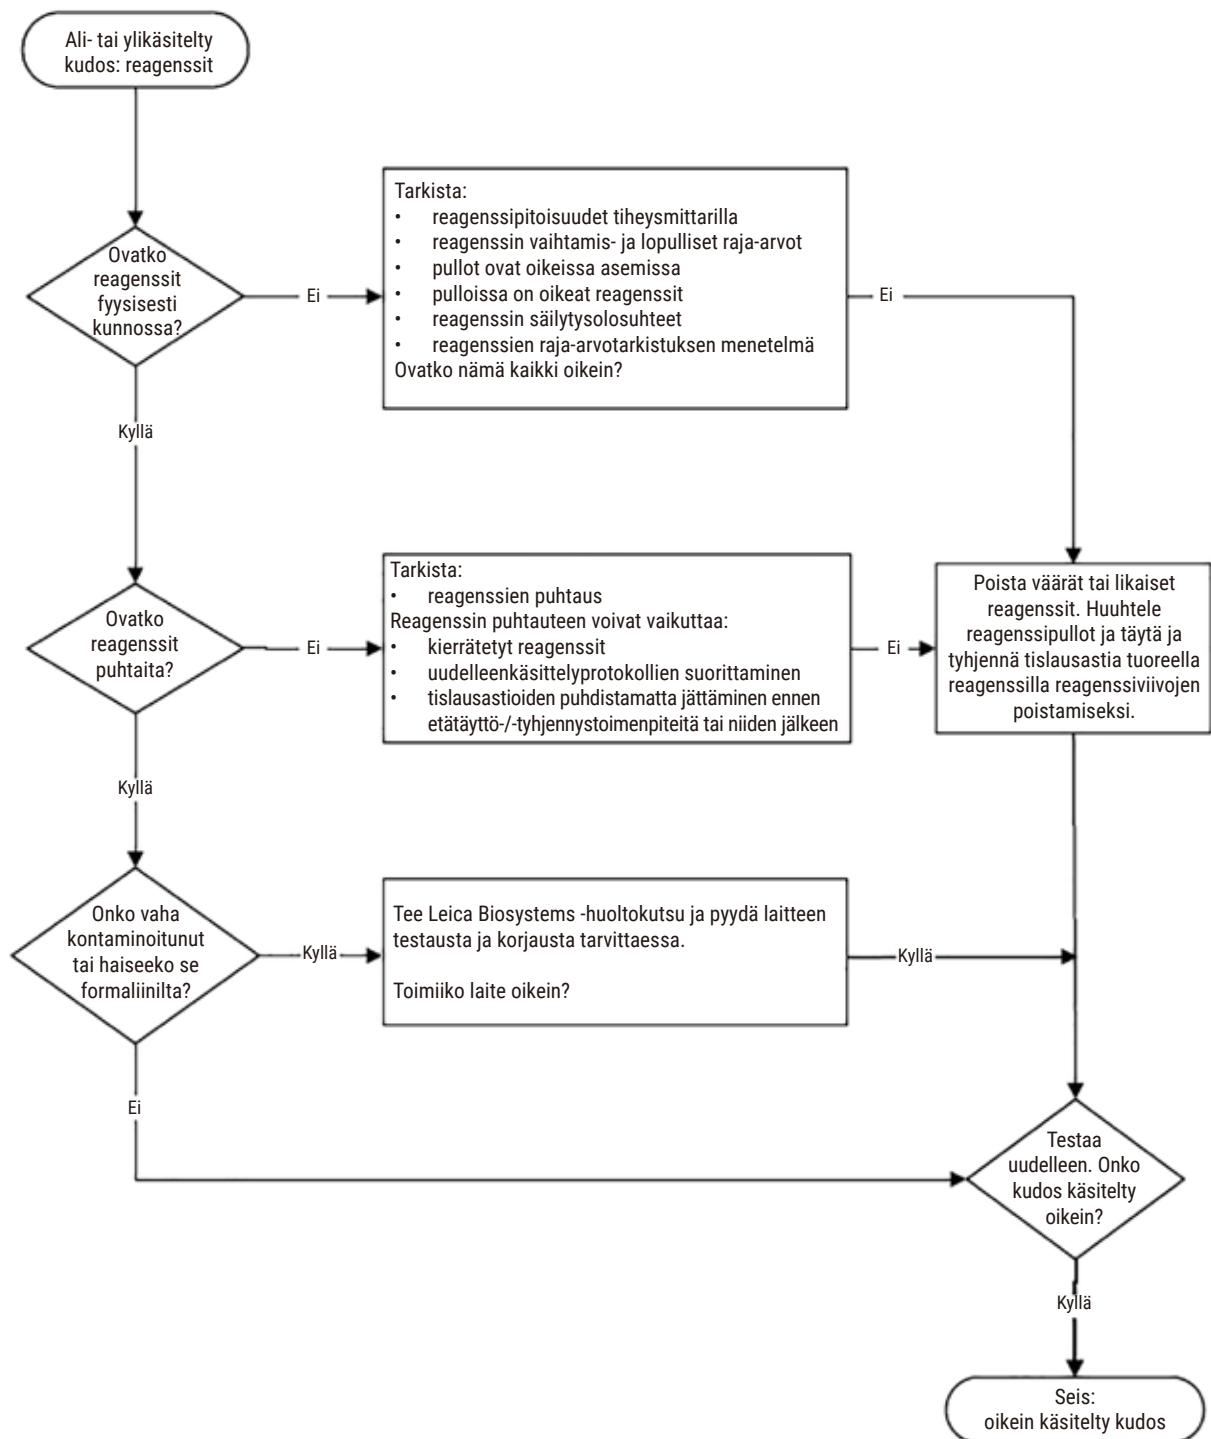 Ali- tai ylikäsitelty
kudos: reagenssit
Ovatko
reagenssit
fyysisesti
kunnossa?
Ei
Tarkista:
• reagenssipitoisuudet tiheysmittarilla
• reagenssin vaihtamis- ja lopulliset raja-arvot
• pullot ovat oikeissa asemissa
• pulloissa on oikeat reagenssit
• reagenssin säilytysolosuhteet
• reagenssien raja-arvotarkistuksen menetelmä
Ovatko nämä kaikki oikein?
Ei
Kyllä
Ovatko
reagenssit
puhtaita?
Ei
Tarkista:
• reagenssien puhtaus
Reagenssin puhtauteen voivat vaikuttaa:
• kierrätetyt reagenssit
• uudelleenkäsittelyprotokollien suorittaminen
• tislausastioiden puhdistamatta jättäminen ennen
etätäyttö-/-tyhjennystoimenpiteitä tai niiden jälkeen
Ei
Poista väärät tai likaiset
reagenssit. Huuhtele
reagenssipullot ja täytä ja
tyhjennä tislausastia tuoreella
reagenssilla reagenssiviivojen
poistamiseksi.
Kyllä
Onko vaha
kontaminoitunut
tai haiseeko se
formaliinilta?
Kyllä
Tee Leica Biosystems -huoltokutsu ja pyydä laitteen
testausta ja korjausta tarvittaessa.
Toimiiko laite oikein?
Kyllä
Ei
Testaa
uudelleen. Onko
kudos käsitelty
oikein?
Kyllä
Seis:
oikein käsitelty kudos